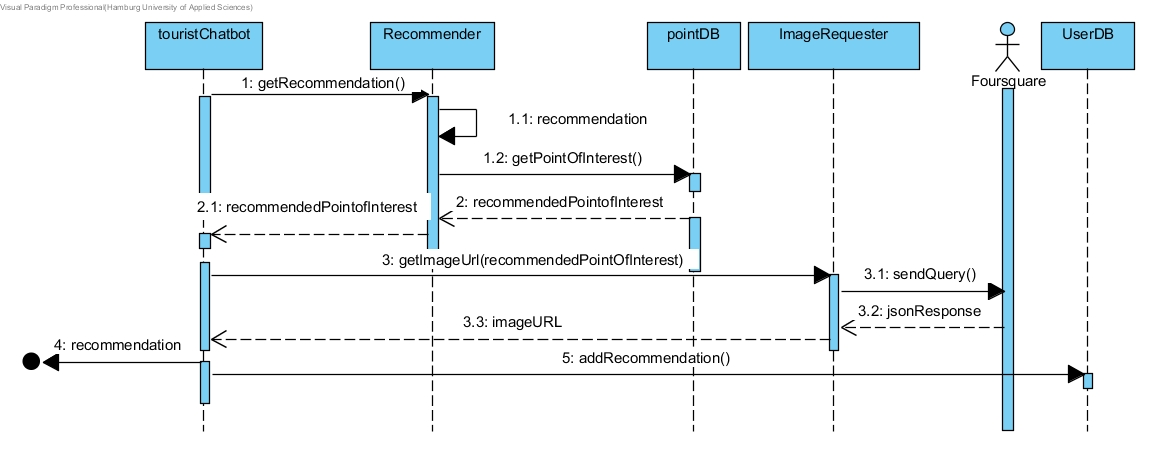 Visual Paradigm Professional(Hamburg University of Applied Sciences)
touristChatbot
Recommender
pointDB
ImageRequester
Foursquare
UserDB
1: getRecommendation()
1.1: recommendation
1.2: getPointOfInterest()
2: recommendedPointofInterest
2.1: recommendedPointofInterest
3: getImageUrl(recommendedPointOfInterest)
3.1: sendQuery()
3.2: jsonResponse
3.3: imageURL
4: recommendation
5: addRecommendation()